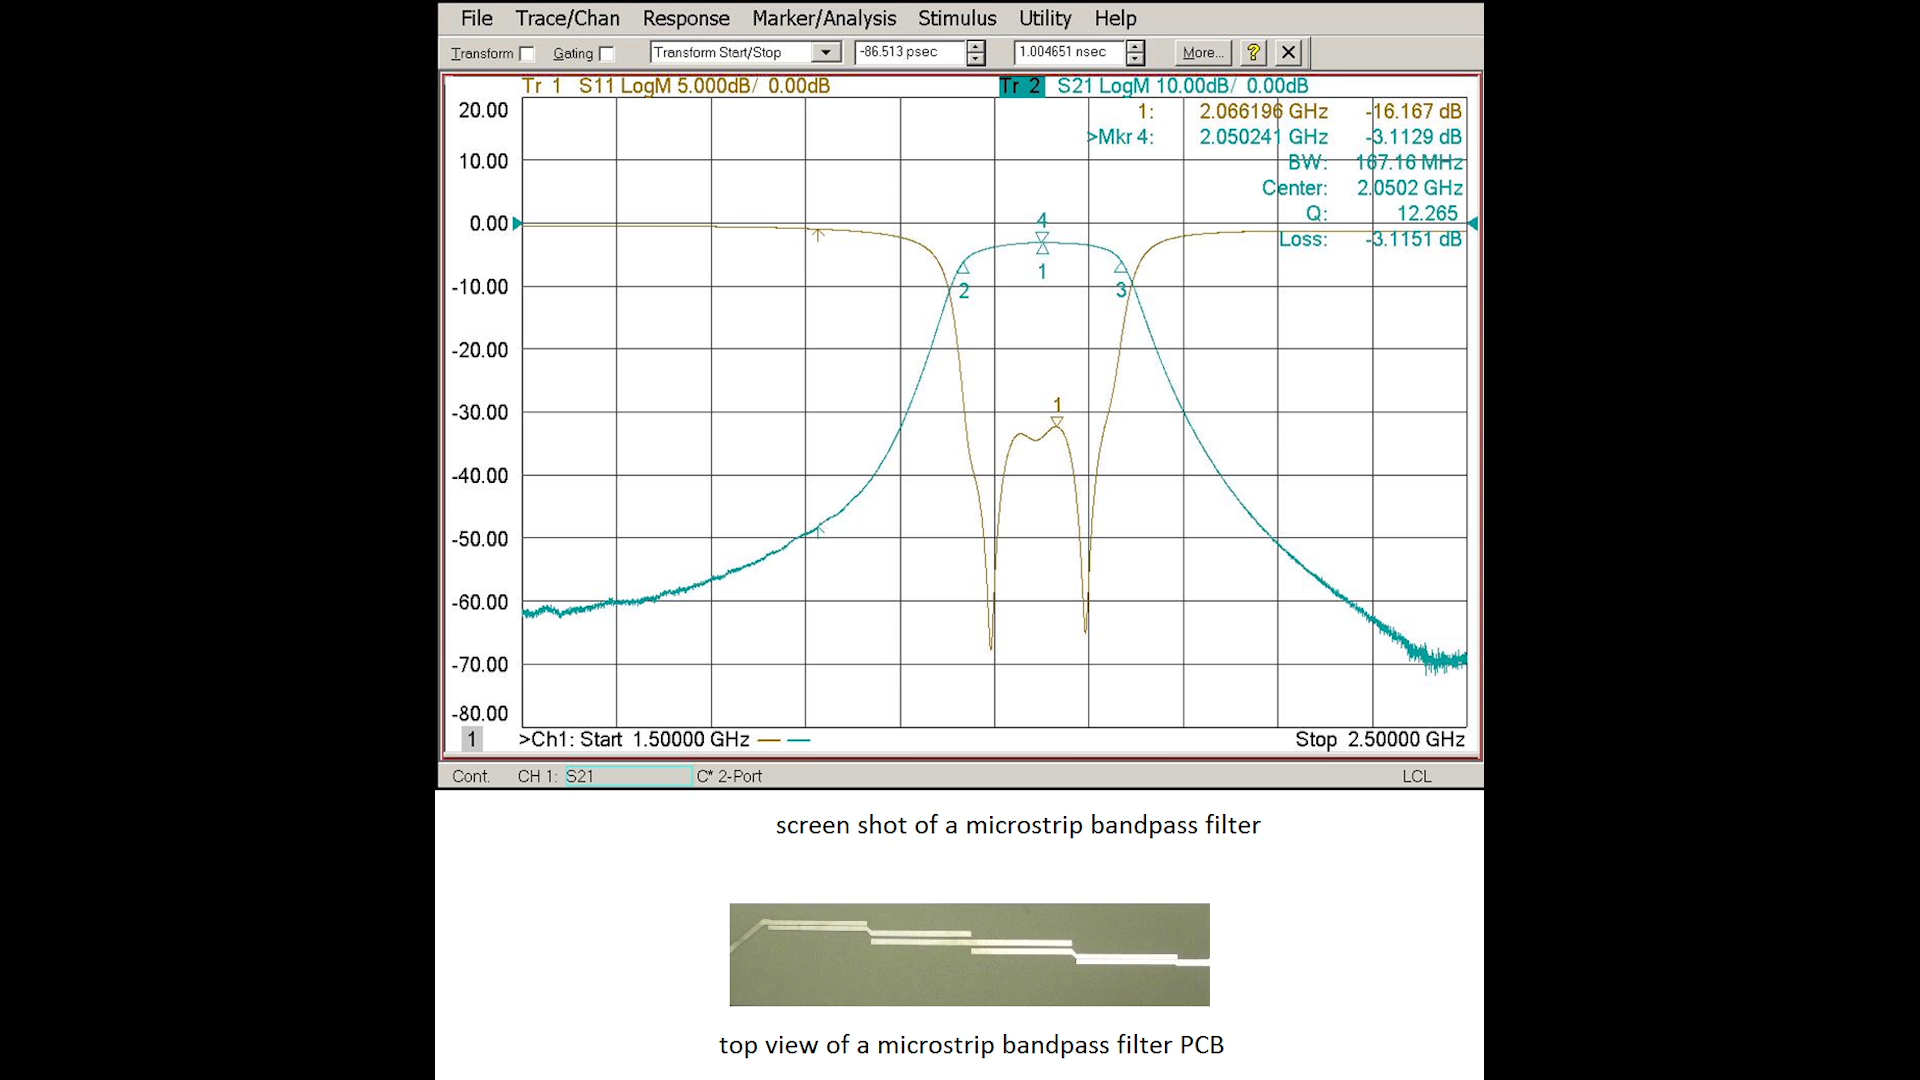 File Trace/Chan Response Marker/Analysis Stimulus Utility Help
Transform Gating Transform Start/Stop -86.513 psec 1.004651 nsec More... ? X
Tr 1 S11 LogM 5.000dB/ 0.00dB Tr 2 S21 LogM 10.00dB/ 0.00dB
1: 2.066196 GHz -16.167 dB
>Mkr 4: 2.050241 GHz -3.1129 dB
BW: 167.16 MHz
Center: 2.0502 GHz
Q: 12.265
Loss: -3.1151 dB
20.00
10.00
0.00
-10.00
-20.00
-30.00
-40.00
-50.00
-60.00
-70.00
-80.00
4
1
2
3
1
1 >Ch1: Start 1.50000 GHz Stop 2.50000 GHz
Cont. CH 1: S21 C* 2-Port LCL
screen shot of a microstrip bandpass filter
top view of a microstrip bandpass filter PCB